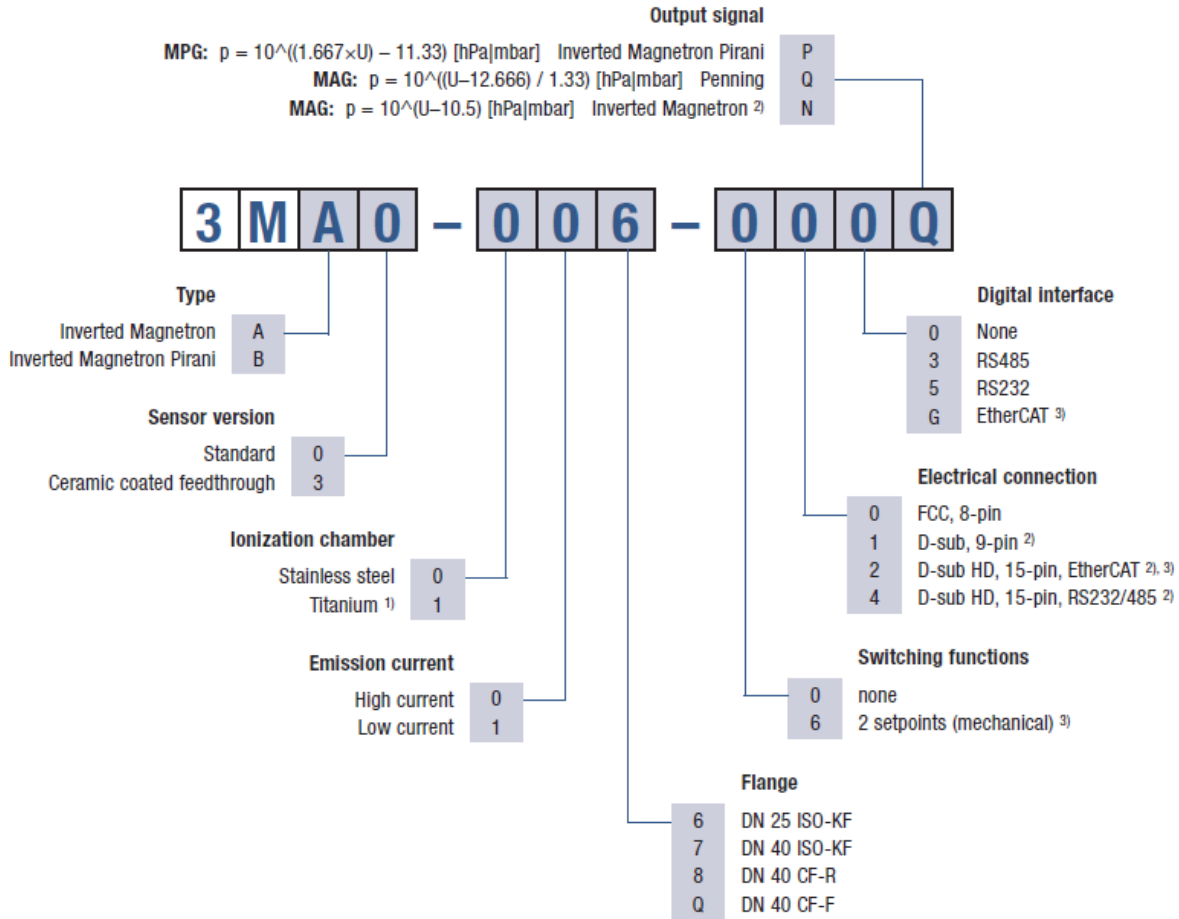 Output signal
MPG: p = 10^((1.667×U) – 11.33) [hPa|mbar] Inverted Magnetron Pirani P
MAG: p = 10^((U–12.666) / 1.33) [hPa|mbar] Penning Q
MAG: p = 10^(U–10.5) [hPa|mbar] Inverted Magnetron 2) N
3 M A 0 – 0 0 6 – 0 0 0 Q
Type
Inverted Magnetron A
Inverted Magnetron Pirani B
Sensor version
Standard 0
Ceramic coated feedthrough 3
Ionization chamber
Stainless steel 0
Titanium 1) 1
Emission current
High current 0
Low current 1
Digital interface
0 None
3 RS485
5 RS232
G EtherCAT 3)
Electrical connection
0 FCC, 8-pin
1 D-sub, 9-pin 2)
2 D-sub HD, 15-pin, EtherCAT 2), 3)
4 D-sub HD, 15-pin, RS232/485 2)
Switching functions
0 none
6 2 setpoints (mechanical) 3)
Flange
6 DN 25 ISO-KF
7 DN 40 ISO-KF
8 DN 40 CF-R
Q DN 40 CF-F